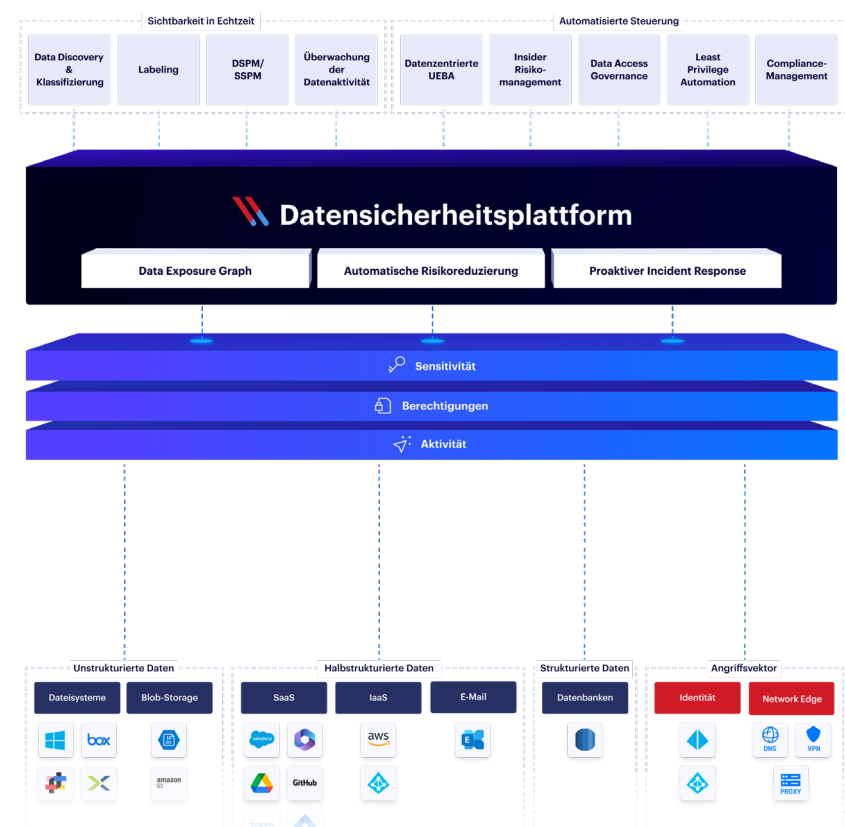 Sichtbarkeit in Echtzeit
Automatisierte Steuerung
Data Discovery
&
Klassifizierung
Labeling
DSPM/
SSPM
Überwachung
der
Datenaktivität
Datenzentrierte
UEBA
Insider
Risiko-
management
Data Access
Governance
Least
Privilege
Automation
Compliance-
Management
Datensicherheitsplattform
Data Exposure Graph
Automatische Risikoreduzierung
Proaktiver Incident Response
Sensitivität
Berechtigungen
Aktivität
Unstrukturierte Daten
Halbstrukturierte Daten
Strukturierte Daten
Angriffsvektor
Dateisysteme
Blob-Storage
SaaS
IaaS
E-Mail
Datenbanken
Identität
Network Edge
salesforce
box
aws
E
DNS
VPN
amazon
S3
GitHub
PROXY
zoom